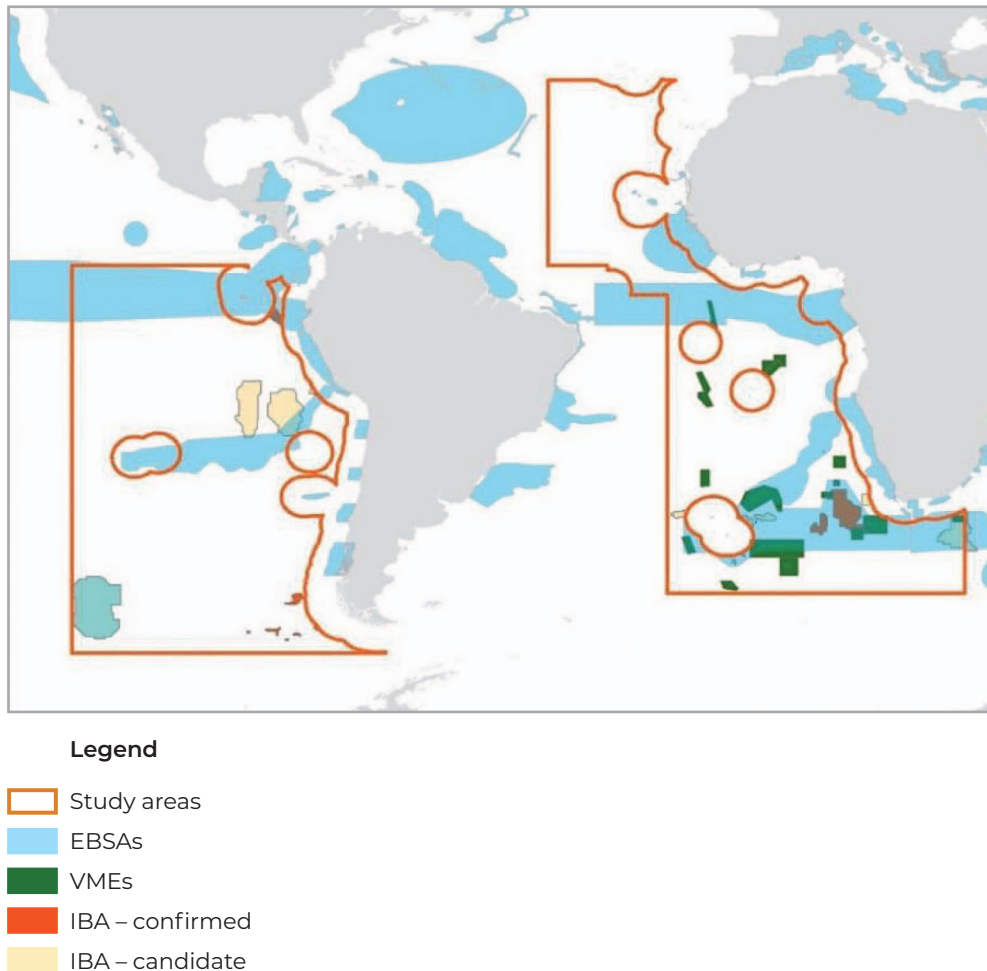 Legend
Study areas
EBSAs
VMEs
IBA – confirmed
IBA – candidate